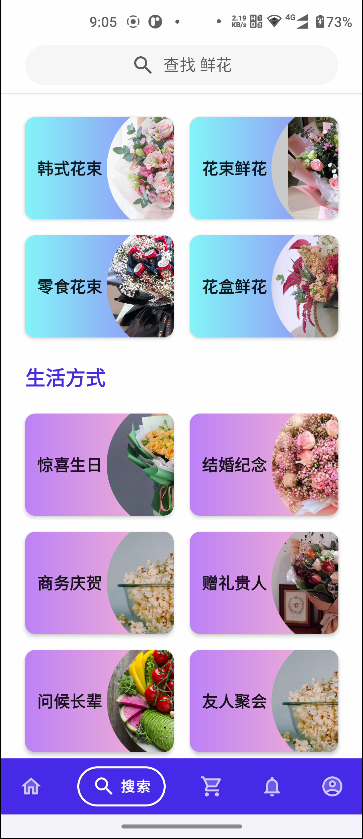 9:05 2.19 KB/s 4G 73%
查找 鲜花
韩式花束 花束鲜花
零食花束 花盒鲜花
生活方式
惊喜生日 结婚纪念
商务庆贺 赠礼贵人
问候长辈 友人聚会
搜索